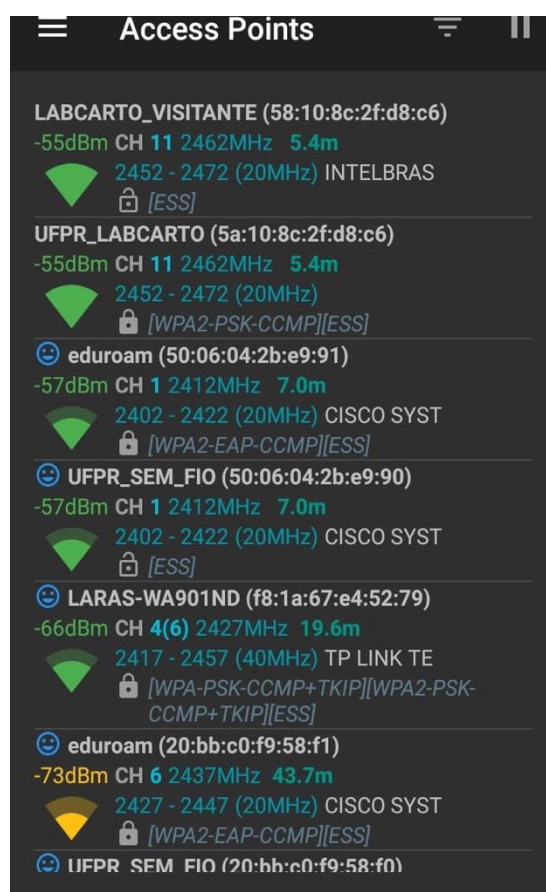 Access Points
LABCARTO_VISITANTE (58:10:8c:2f:d8:c6)
-55dBm CH 11 2462MHz 5.4m
2452 - 2472 (20MHz) INTELBRAS
[ESS]
UFPR_LABCARTO (5a:10:8c:2f:d8:c6)
-55dBm CH 11 2462MHz 5.4m
2452 - 2472 (20MHz)
[WPA2-PSK-CCMP][ESS]
eduroam (50:06:04:2b:e9:91)
-57dBm CH 1 2412MHz 7.0m
2402 - 2422 (20MHz) CISCO SYST
[WPA2-EAP-CCMP][ESS]
UFPR_SEM_FIO (50:06:04:2b:e9:90)
-57dBm CH 1 2412MHz 7.0m
2402 - 2422 (20MHz) CISCO SYST
[ESS]
LARAS-WA901ND (f8:1a:67:e4:52:79)
-66dBm CH 4(6) 2427MHz 19.6m
2417 - 2457 (40MHz) TP LINK TE
[WPA-PSK-CCMP+TKIP][WPA2-PSK-
CCMP+TKIP][ESS]
eduroam (20:bb:c0:f9:58:f1)
-73dBm CH 6 2437MHz 43.7m
2427 - 2447 (20MHz) CISCO SYST
[WPA2-EAP-CCMP][ESS]
UFPR_SEM_FIO (20:bb:c0:f9:58:f0)